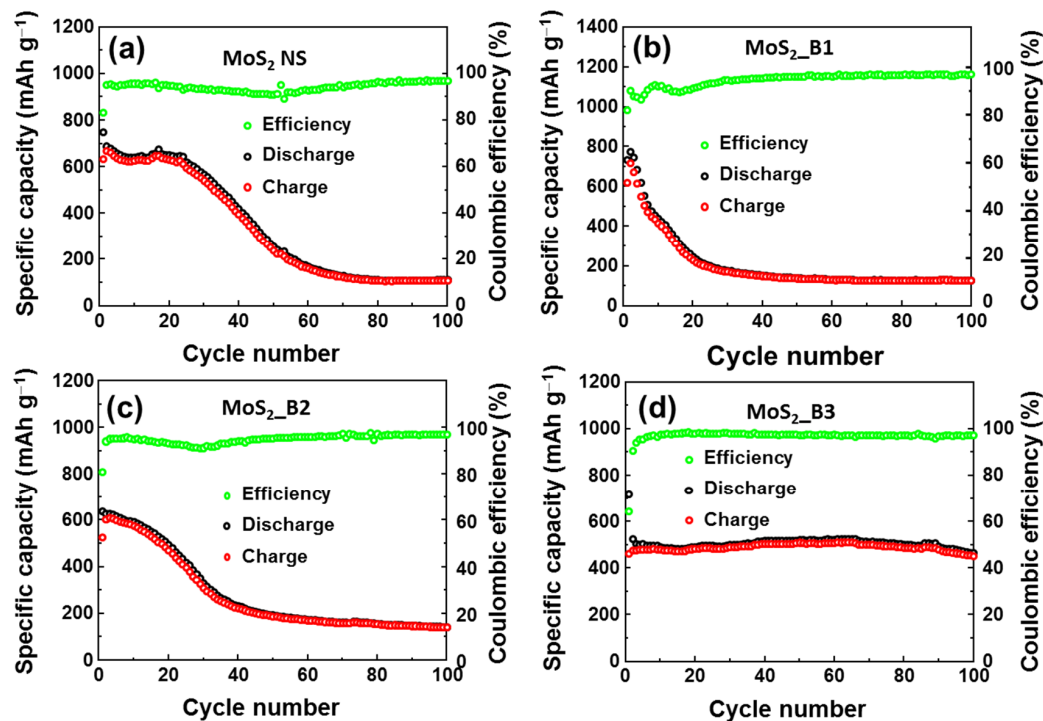 (a)
MoS₂ NS
Efficiency
Discharge
Charge
Specific capacity (mAh g⁻¹)
1200
1000
800
600
400
200
0
Coulombic efficiency (%)
100
80
60
40
20
0
0 20 40 60 80 100
Cycle number
(b)
MoS₂_B1
Efficiency
Discharge
Charge
Specific capacity (mAh g⁻¹)
1400
1200
1000
800
600
400
200
0
Coulombic efficiency (%)
100
80
60
40
20
0
0 20 40 60 80 100
Cycle number
(c)
MoS₂_B2
Efficiency
Discharge
Charge
Specific capacity (mAh g⁻¹)
1200
1000
800
600
400
200
0
Coulombic efficiency (%)
100
80
60
40
20
0
0 20 40 60 80 100
Cycle number
(d)
MoS₂_B3
Efficiency
Discharge
Charge
Specific capacity (mAh g⁻¹)
1200
1000
800
600
400
200
0
Coulombic efficiency (%)
100
80
60
40
20
0
0 20 40 60 80 100
Cycle number